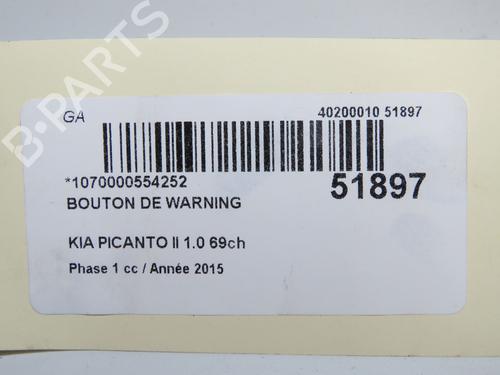 B-PARTS
GA
40200010 51897
*1070000554252
51897
BOUTON DE WARNING
KIA PICANTO II 1.0 69ch
Phase 1 cc / Année 2015